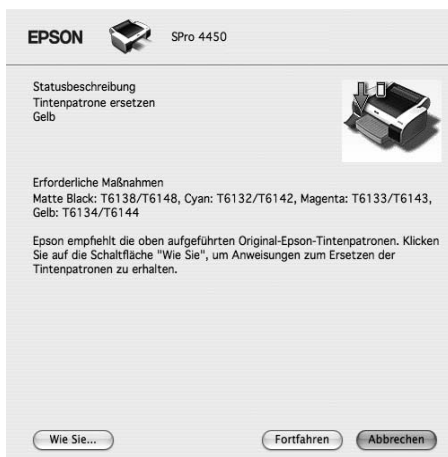 EPSON SPro 4450
Statusbeschreibung
Tintenpatrone ersetzen
Gelb
Erforderliche Maßnahmen
Matte Black: T6138/T6148, Cyan: T6132/T6142, Magenta: T6133/T6143,
Gelb: T6134/T6144
Epson empfiehlt die oben aufgeführten Original-Epson-Tintenpatronen. Klicken
Sie auf die Schaltfläche "Wie Sie", um Anweisungen zum Ersetzen der
Tintenpatronen zu erhalten.
Wie Sie... Fortfahren Abbrechen